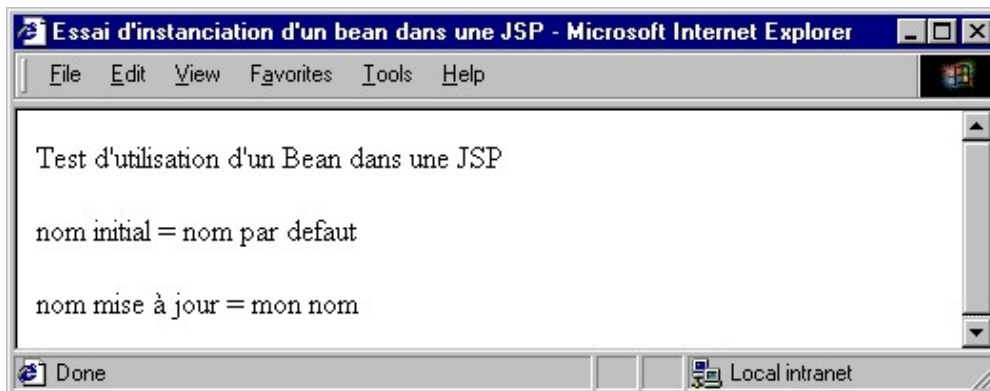 Essai d'instanciation d'un bean dans une JSP - Microsoft Internet Explorer
File Edit View Favorites Tools Help
Test d'utilisation d'un Bean dans une JSP
nom initial = nom par defaut
nom mise à jour = mon nom
Done Local intranet